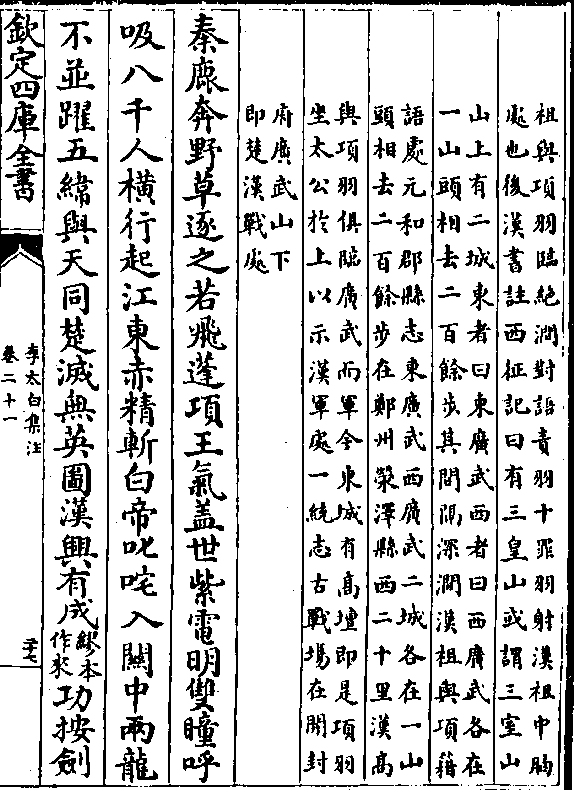 祖與項羽臨絶澗對語責羽十罪羽射漢祖中胸
處也後漢書註西征記曰有三皇山或謂三室山
山上有二城東者曰東廣武西者曰西廣武各在
一山頭相去二百餘步其間隔深澗漢祖與項籍
語處元和郡縣志東廣武西廣武二城各在一山
頭相去二百餘步在鄭州滎澤縣西二十里漢高
與項羽俱臨廣武而軍今東城有髙壇即是項羽
坐太公於上以示漢軍處一統志古戰場在開封
府廣武山下
即楚漢戰處
秦鹿奔野草逐之若飛蓬項王氣蓋世紫電明雙瞳呼
吸八千人橫行起江東赤精斬白帝叱咤入關中兩龍
不並躍五緯與天同楚滅無英圖漢興有成繆本作來功按劍
欽定四庫全書
李太白集注
卷二十一